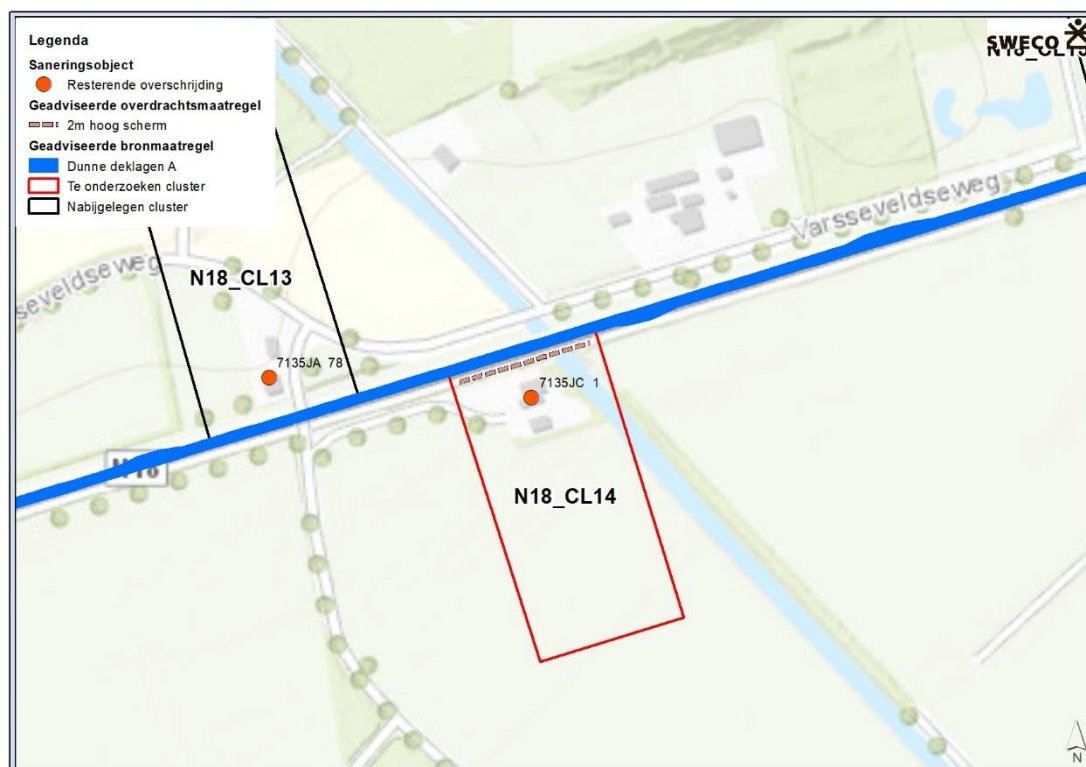 Legenda
Saneringsobject
Resterende overschrijding
Geadviseerde overdrachtsmaatregel
2m hoog scherm
Geadviseerde bronmaatregel
Dunne deklagen A
Te onderzoeken cluster
Nabijgelegen cluster
SWECO
Varsseveldseweg
sseveldseweg
N18_CL13
7135JA 78
7135JC 1
N18_CL14
N